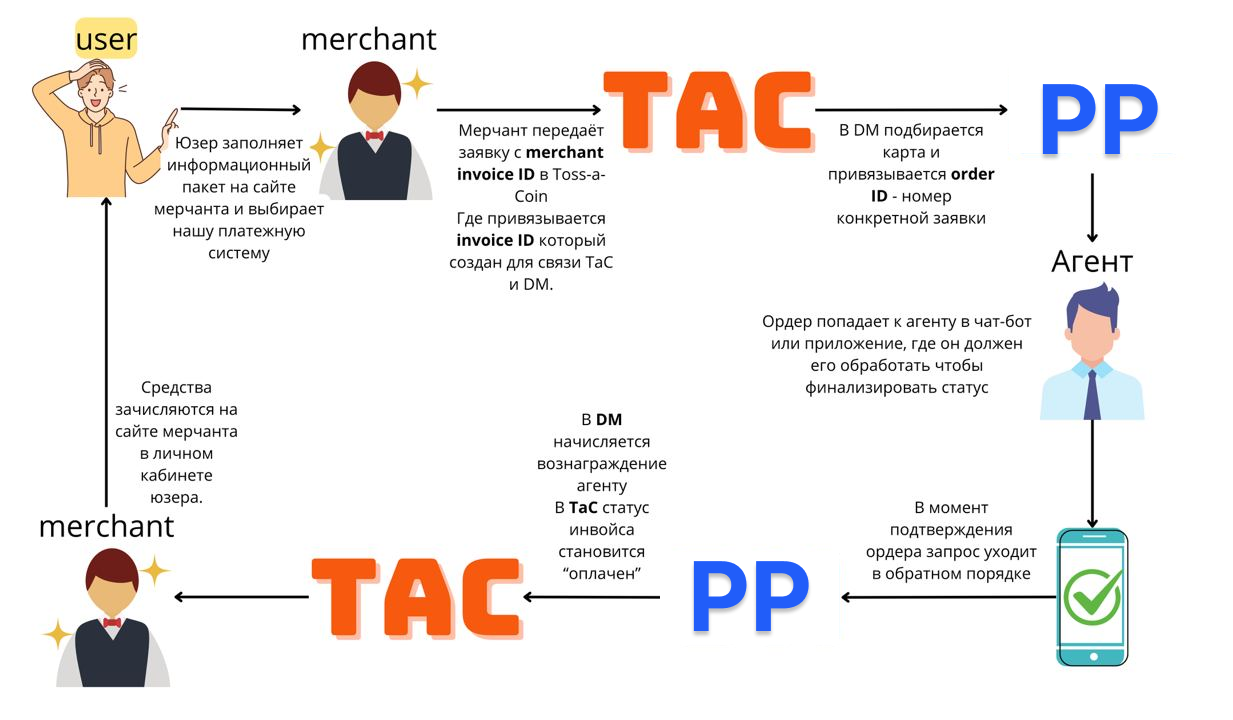 user
merchant
TAC
PP
Юзер заполняет
информационный
пакет на сайте
мерчанта и выбирает
нашу платежную
систему
Мерчант передаёт
заявку с merchant
invoice ID в Toss-a-
Coin
Где привязывается
invoice ID который
создан для связи ТаС
и DM.
В DM подбирается
карта и
привязывается order
ID - номер
конкретной заявки
Агент
Ордер попадает к агенту в чат-бот
или приложение, где он должен
его обработать чтобы
финализировать статус
В момент
подтверждения
ордера запрос уходит
в обратном порядке
PP
В DM
начисляется
вознаграждение
агенту
В ТаС статус
инвойса
становится
“оплачен”
TAC
merchant
Средства
зачисляются на
сайте мерчанта
в личном
кабинете
юзера.